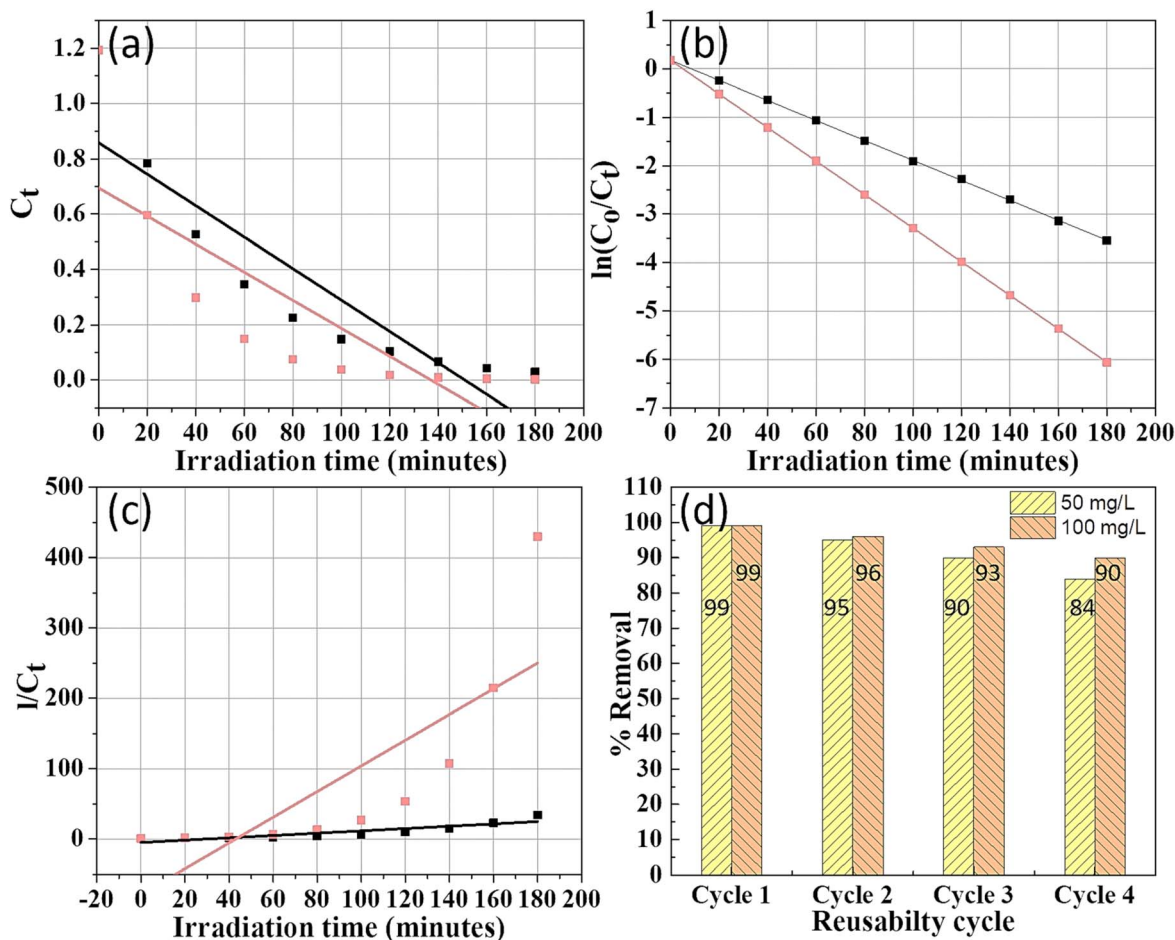 (a)
1.2
1.0
0.8
0.6
0.4
0.2
0.0
Ct
0 20 40 60 80 100 120 140 160 180 200
Irradiation time (minutes)
(b)
0
-1
-2
-3
-4
-5
-6
-7
ln(C0/Ct)
0 20 40 60 80 100 120 140 160 180 200
Irradiation time (minutes)
(c)
500
400
300
200
100
0
1/Ct
-20 0 20 40 60 80 100 120 140 160 180 200
Irradiation time (minutes)
(d)
50 mg/L
100 mg/L
110
100
90
80
70
60
50
40
30
20
10
0
% Removal
99 99 95 96 90 93 84 90
Cycle 1 Cycle 2 Cycle 3 Cycle 4
Reusabilty cycle